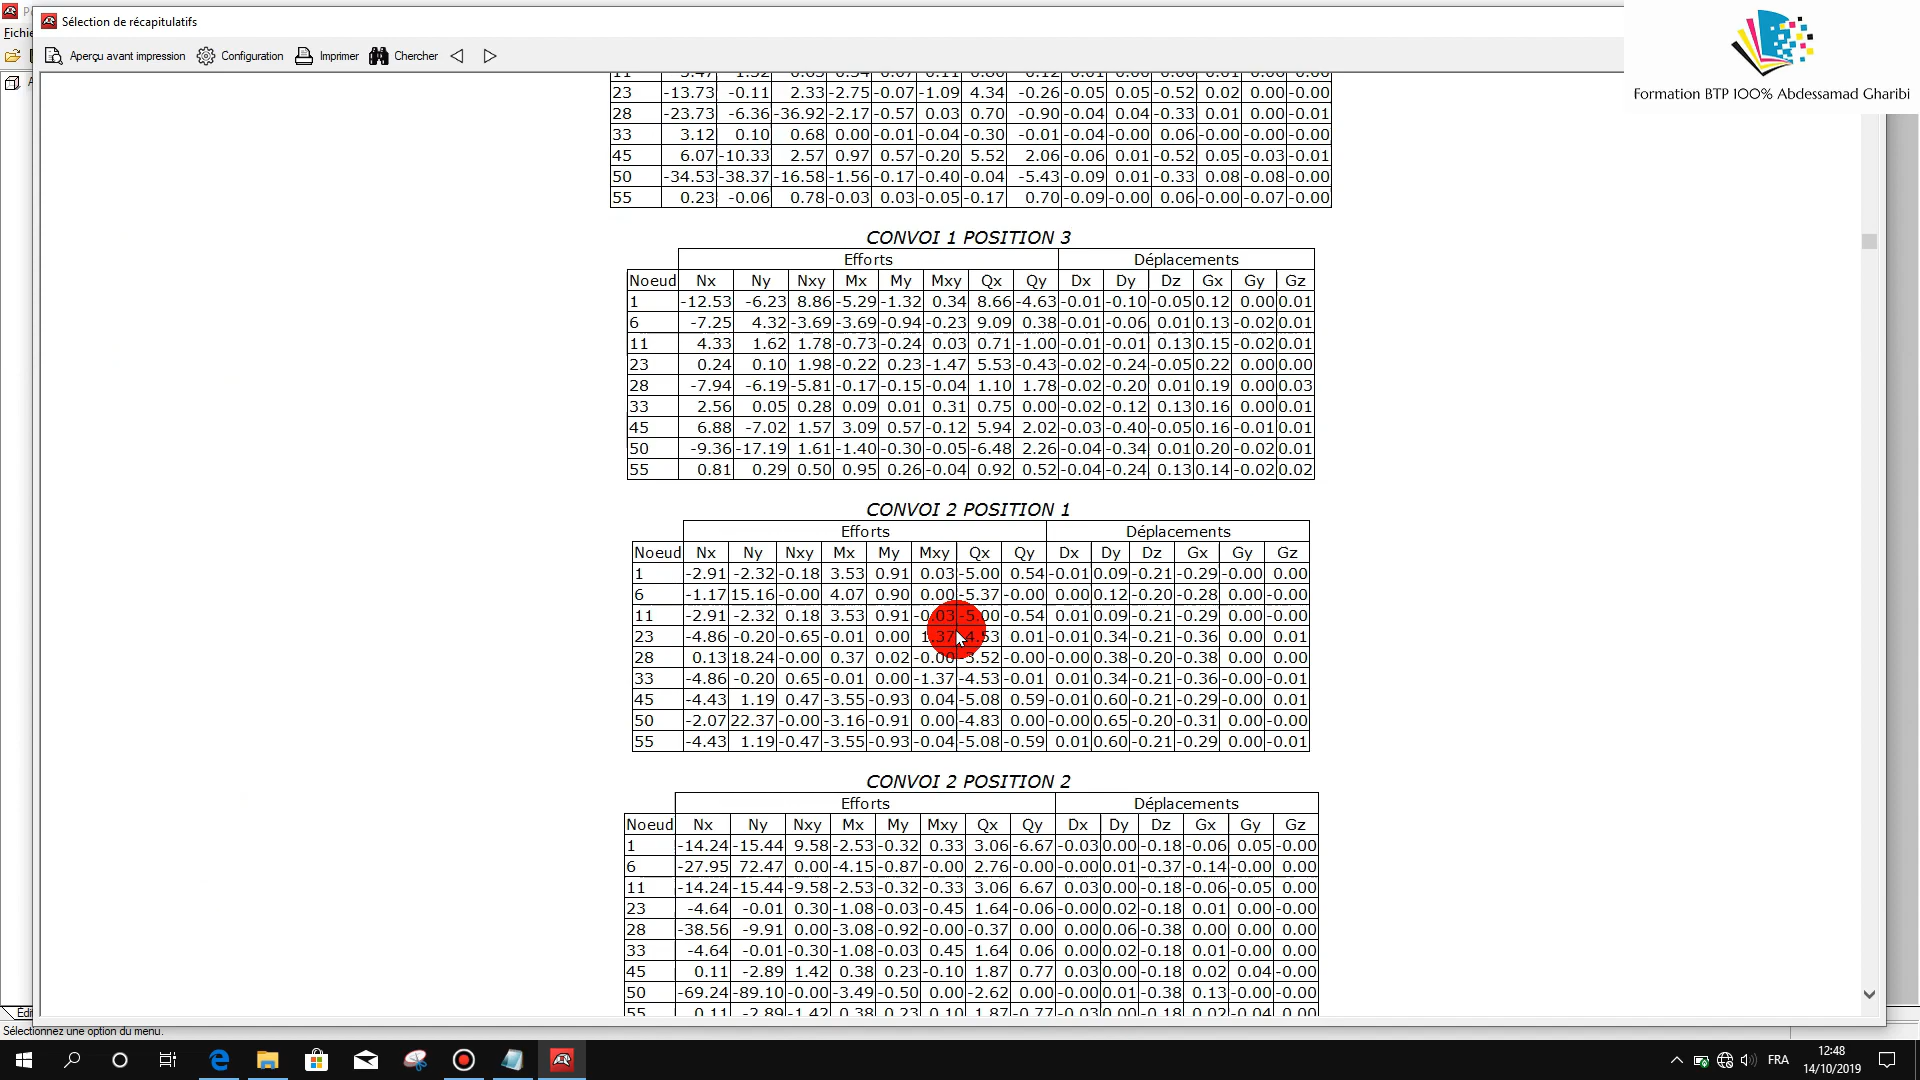 Sélection de récapitulatifs
Fichie
Aperçu avant impression Configuration Imprimer Chercher
Formation BTP 100% Abdessamad Gharibi
23 -13.73 -0.11 2.33 -2.75 -0.07 -1.09 4.34 -0.26 -0.05 0.05 -0.52 0.02 0.00 -0.00
28 -23.73 -6.36 -36.92 -2.17 -0.57 0.03 0.70 -0.90 -0.04 0.04 -0.33 0.01 0.00 -0.01
33 3.12 0.10 0.68 0.00 -0.01 -0.04 -0.30 -0.01 -0.04 -0.00 0.06 -0.00 -0.00 -0.00
45 6.07 -10.33 2.57 0.97 0.57 -0.20 5.52 2.06 -0.06 0.01 -0.52 0.05 -0.03 -0.01
50 -34.53 -38.37 -16.58 -1.56 -0.17 -0.40 -0.04 -5.43 -0.09 0.01 -0.33 0.08 -0.08 -0.00
55 0.23 -0.06 0.78 -0.03 0.03 -0.05 -0.17 0.70 -0.09 -0.00 0.06 -0.00 -0.07 -0.00
CONVOI 1 POSITION 3
Efforts Déplacements
Noeud Nx Ny Nxy Mx My Mxy Qx Qy Dx Dy Dz Gx Gy Gz
1 -12.53 -6.23 8.86 -5.29 -1.32 0.34 8.66 -4.63 -0.01 -0.10 -0.05 0.12 0.00 0.01
6 -7.25 4.32 -3.69 -3.69 -0.94 -0.23 9.09 0.38 -0.01 -0.06 0.01 0.13 -0.02 0.01
11 4.33 1.62 1.78 -0.73 -0.24 0.03 0.71 -1.00 -0.01 -0.01 0.13 0.15 -0.02 0.01
23 0.24 0.10 1.98 -0.22 0.23 -1.47 5.53 -0.43 -0.02 -0.24 -0.05 0.22 0.00 0.00
28 -7.94 -6.19 -5.81 -0.17 -0.15 -0.04 1.10 1.78 -0.02 -0.20 0.01 0.19 0.00 0.03
33 2.56 0.05 0.28 0.09 0.01 0.31 0.75 0.00 -0.02 -0.12 0.13 0.16 0.00 0.01
45 6.88 -7.02 1.57 3.09 0.57 -0.12 5.94 2.02 -0.03 -0.40 -0.05 0.16 -0.01 0.01
50 -9.36 -17.19 1.61 -1.40 -0.30 -0.05 -6.48 2.26 -0.04 -0.34 0.01 0.20 -0.02 0.01
55 0.81 0.29 0.50 0.95 0.26 -0.04 0.92 0.52 -0.04 -0.24 0.13 0.14 -0.02 0.02
CONVOI 2 POSITION 1
Efforts Déplacements
Noeud Nx Ny Nxy Mx My Mxy Qx Qy Dx Dy Dz Gx Gy Gz
1 -2.91 -2.32 -0.18 3.53 0.91 0.03 -5.00 0.54 -0.01 0.09 -0.21 -0.29 -0.00 0.00
6 -1.17 15.16 -0.00 4.07 0.90 0.00 -5.37 -0.00 0.00 0.12 -0.20 -0.28 0.00 -0.00
11 -2.91 -2.32 0.18 3.53 0.91 -0.03 -5.00 -0.54 0.01 0.09 -0.21 -0.29 0.00 -0.00
23 -4.86 -0.20 -0.65 -0.01 0.00 1.37 -4.53 0.01 -0.01 0.34 -0.21 -0.36 -0.00 0.01
28 0.13 18.24 -0.00 0.37 0.02 -0.00 -3.52 -0.00 -0.00 0.38 -0.20 -0.38 0.00 0.00
33 -4.86 -0.20 0.65 -0.01 0.00 -1.37 -4.53 -0.01 0.01 0.34 -0.21 -0.36 -0.00 -0.01
45 -4.43 1.19 0.47 -3.55 -0.93 0.04 -5.08 0.59 -0.01 0.60 -0.21 -0.29 0.00 0.01
50 -2.07 22.37 -0.00 -3.16 -0.91 0.00 -4.83 0.00 -0.00 0.65 -0.20 -0.31 0.00 -0.00
55 -4.43 1.19 -0.47 -3.55 -0.93 -0.04 -5.08 -0.59 0.01 0.60 -0.21 -0.29 0.00 -0.01
CONVOI 2 POSITION 2
Efforts Déplacements
Noeud Nx Ny Nxy Mx My Mxy Qx Qy Dx Dy Dz Gx Gy Gz
1 -14.24 -15.44 9.58 -2.53 -0.32 0.33 3.06 -6.67 -0.03 0.00 -0.18 -0.06 0.05 -0.00
6 -27.95 72.47 0.00 -4.15 -0.87 -0.00 2.76 -0.00 -0.00 0.01 -0.37 -0.14 -0.00 0.00
11 -14.24 -15.44 -9.58 -2.53 -0.32 -0.33 3.06 6.67 0.03 0.00 -0.18 -0.06 -0.05 0.00
23 -4.64 -0.01 0.30 -1.08 -0.03 -0.45 1.64 -0.06 -0.00 0.02 -0.18 0.01 0.00 -0.00
28 -38.56 -9.91 0.00 -3.08 -0.92 -0.00 -0.37 0.00 0.00 0.06 -0.38 0.00 0.00 -0.00
33 -4.64 -0.01 -0.30 -1.08 -0.03 0.45 1.64 0.06 0.00 0.02 -0.18 0.01 -0.00 0.00
45 0.11 -2.89 1.42 0.38 0.23 -0.10 1.87 0.77 0.03 0.00 -0.18 0.02 0.04 -0.00
50 -69.24 -89.10 -0.00 -3.49 -0.50 0.00 -2.62 0.00 -0.00 0.01 -0.38 0.13 -0.00 -0.00
55 0.11 -2.89 -1.42 0.38 0.23 0.10 1.87 -0.77 -0.03 0.00 -0.18 0.02 -0.04 0.00
Édi
Sélectionnez une option du menu.
FRA
12:48
14/10/2019